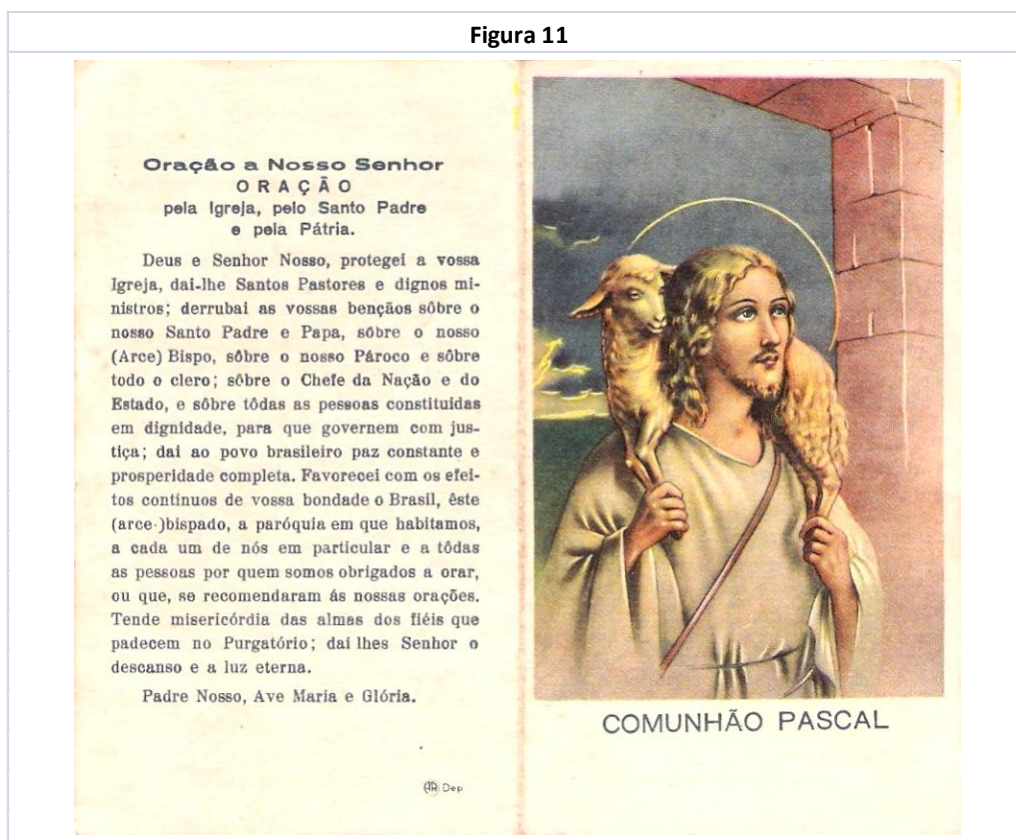 Figura 11
Oração a Nosso Senhor
ORAÇÃO
pela Igreja, pelo Santo Padre
e pela Pátria.
Deus e Senhor Nosso, protegei a vossa
Igreja, dai-lhe Santos Pastores e dignos mi-
nistros; derrubai as vossas bençãos sôbre o
nosso Santo Padre e Papa, sôbre o nosso
(Arce) Bispo, sôbre o nosso Pároco e sôbre
todo o clero; sôbre o Chefe da Nação e do
Estado, e sôbre tôdas as pessoas constituidas
em dignidade, para que governem com jus-
tiça; dai ao povo brasileiro paz constante e
prosperidade completa. Favorecei com os efei-
tos contínuos de vossa bondade o Brasil, êste
(arce-)bispado, a paróquia em que habitamos,
a cada um de nós em particular e a tôdas
as pessoas por quem somos obrigados a orar,
ou que, se recomendaram ás nossas orações.
Tende misericórdia das almas dos fiéis que
padecem no Purgatório; dai lhes Senhor o
descanso e a luz eterna.
Padre Nosso, Ave Maria e Glória.
AR Dep
COMUNHÃO PASCAL